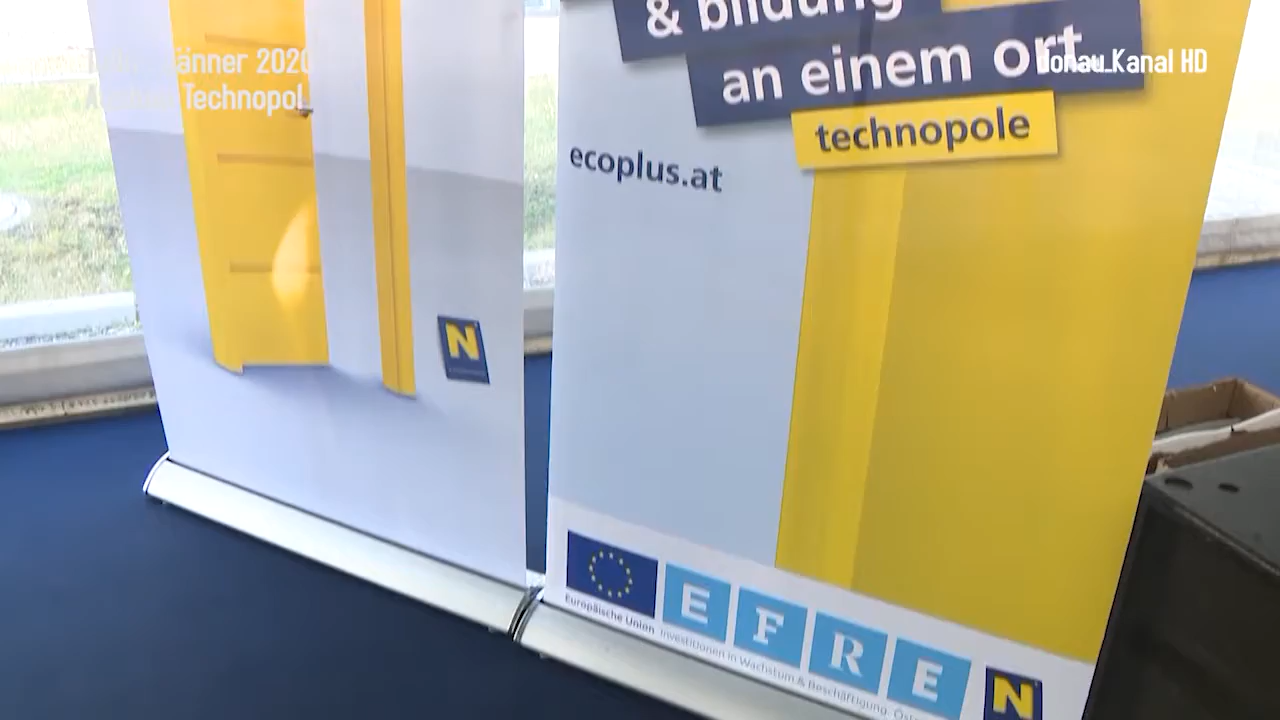 Jänner 2020
Technopol
donau Kanal HD
& bildung
an einem ort
technopole
ecoplus.at
N
EFRE
Europäische Union Investitionen in Wachstum & Beschäftigung.
N